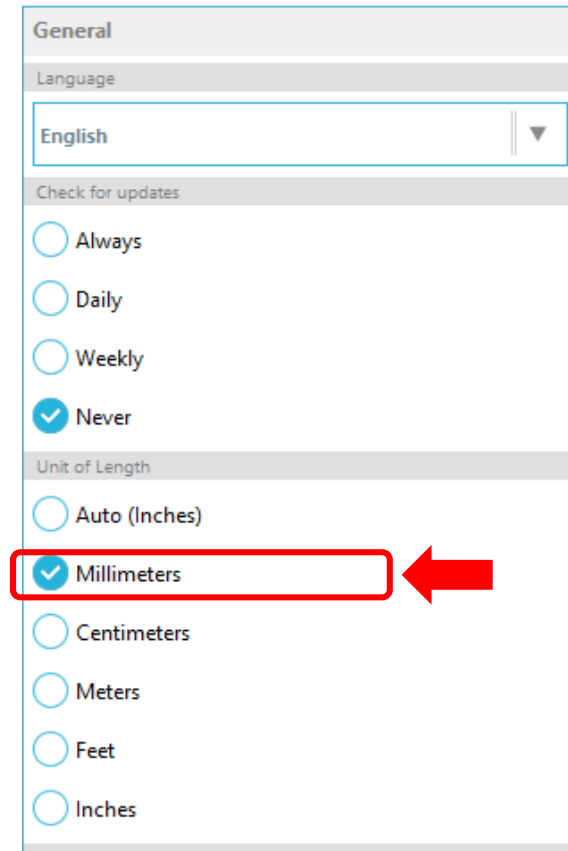 General
Language
English
Check for updates
Always
Daily
Weekly
Never
Unit of Length
Auto (Inches)
Millimeters
Centimeters
Meters
Feet
Inches